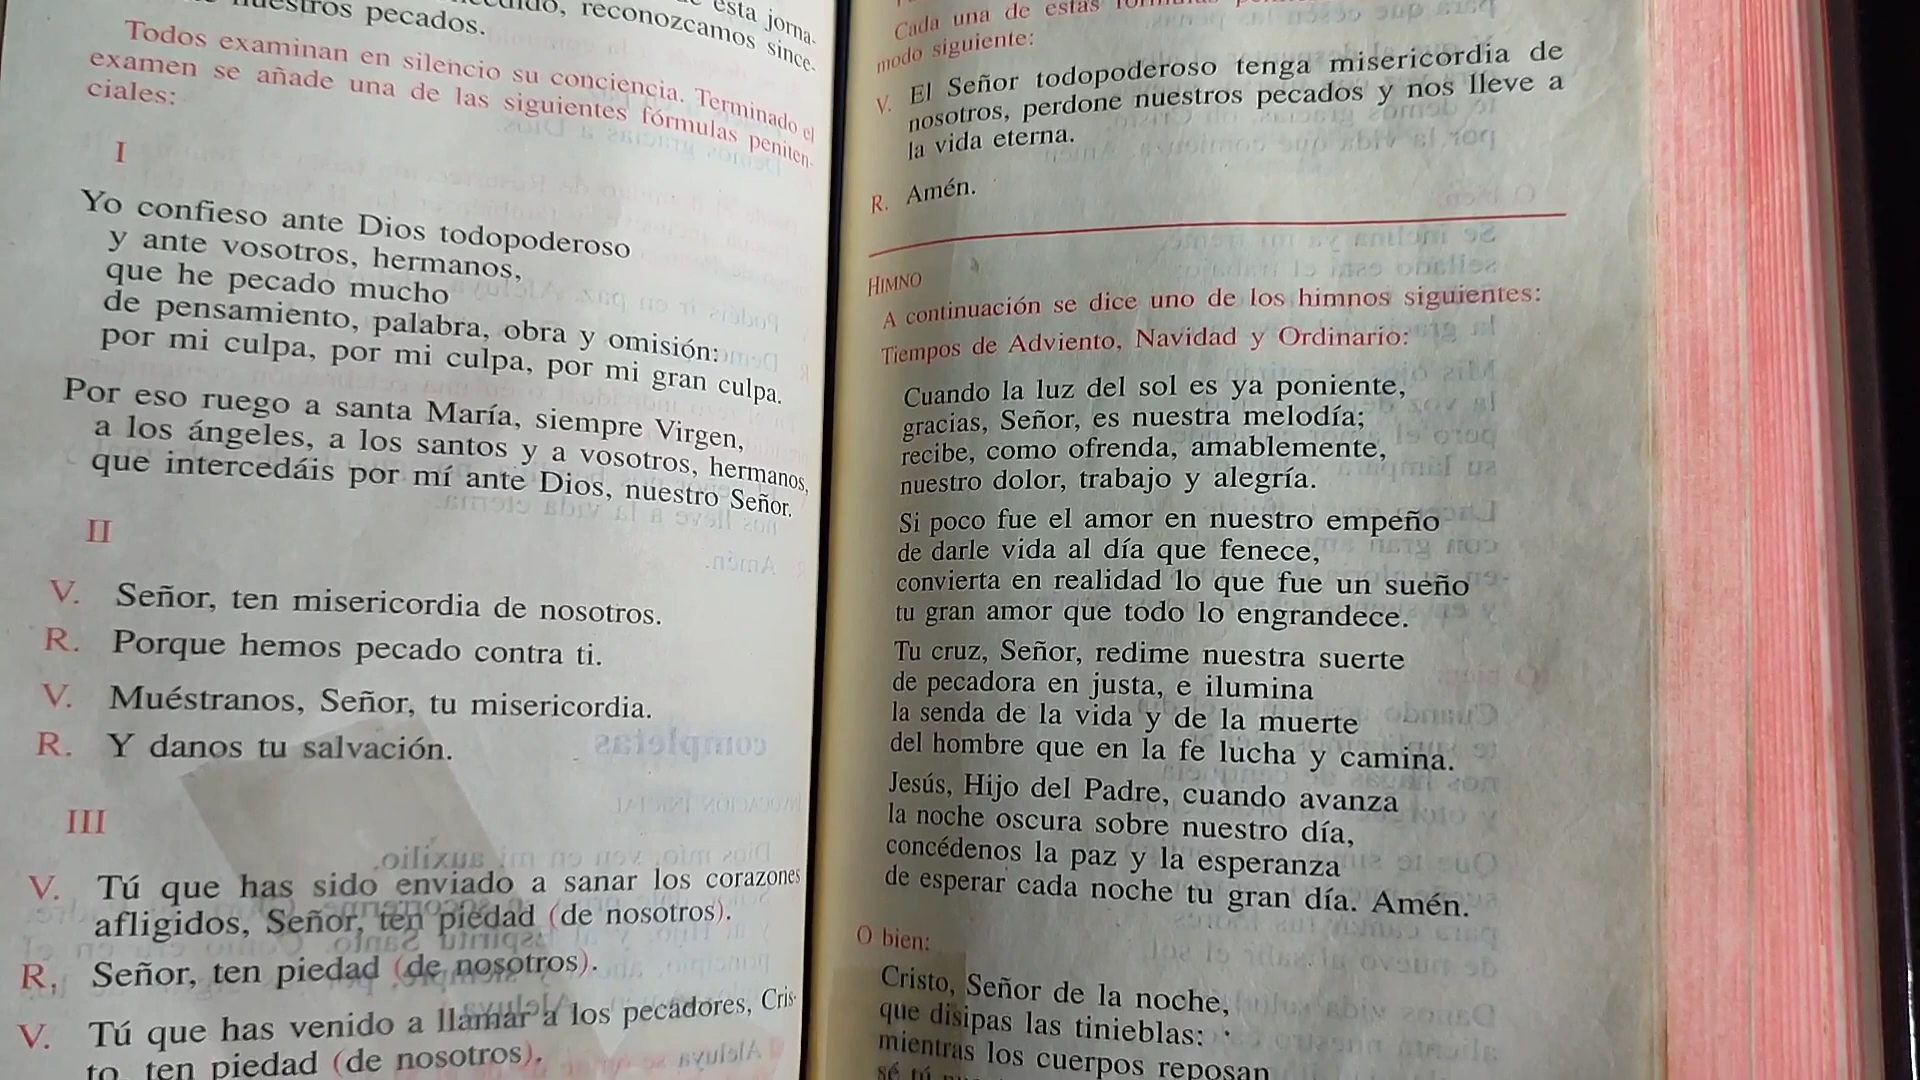 esta jorna-
reconozcamos since-
nuestros pecados.
Todos examinan en silencio su conciencia. Terminado el
examen se añade una de las siguientes fórmulas peniten-
ciales:
I
Yo confieso ante Dios todopoderoso
y ante vosotros, hermanos,
que he pecado mucho
de pensamiento, palabra, obra y omisión:
por mi culpa, por mi culpa, por mi gran culpa.
Por eso ruego a santa María, siempre Virgen,
a los ángeles, a los santos y a vosotros, hermanos,
que intercedáis por mí ante Dios, nuestro Señor.
II
V. Señor, ten misericordia de nosotros.
R. Porque hemos pecado contra ti.
V. Muéstranos, Señor, tu misericordia.
R. Y danos tu salvación.
III
V. Tú que has sido enviado a sanar los corazones
afligidos, Señor, ten piedad (de nosotros).
R. Señor, ten piedad (de nosotros).
V. Tú que has venido a llamar a los pecadores, Cris-
to, ten piedad (de nosotros).
Cada una de estas
modo siguiente:
V. El Señor todopoderoso tenga misericordia de
nosotros, perdone nuestros pecados y nos lleve a
la vida eterna.
R. Amén.
HIMNO
A continuación se dice uno de los himnos siguientes:
Tiempos de Adviento, Navidad y Ordinario:
Cuando la luz del sol es ya poniente,
gracias, Señor, es nuestra melodía;
recibe, como ofrenda, amablemente,
nuestro dolor, trabajo y alegría.
Si poco fue el amor en nuestro empeño
de darle vida al día que fenece,
convierta en realidad lo que fue un sueño
tu gran amor que todo lo engrandece.
Tu cruz, Señor, redime nuestra suerte
de pecadora en justa, e ilumina
la senda de la vida y de la muerte
del hombre que en la fe lucha y camina.
Jesús, Hijo del Padre, cuando avanza
la noche oscura sobre nuestro día,
concédenos la paz y la esperanza
de esperar cada noche tu gran día. Amén.
O bien:
Cristo, Señor de la noche,
que disipas las tinieblas:
mientras los cuerpos reposan
sé tú